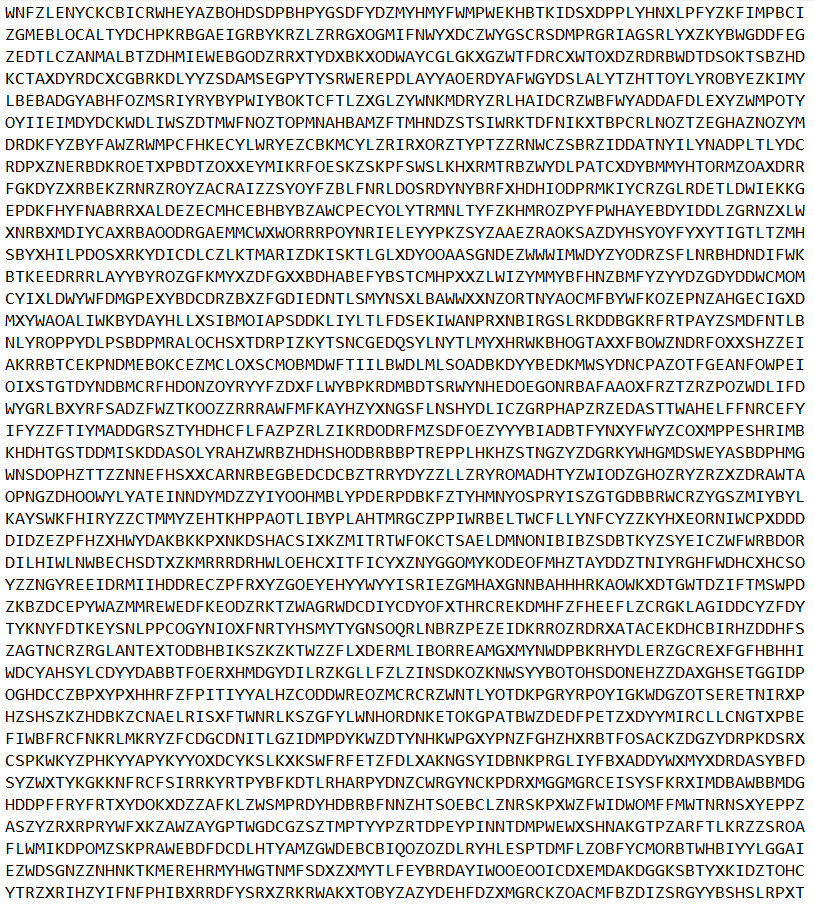 WNFZLENYCKCBICRWHEYAZBOHDSDPBHPYGSDFYDZMYHMYFWMPWEKHBTKIDSXDPPLYHNXLPFYZKFIMPBCI
ZGMEBLOCALTYDCHPKRBGAEIGRBYKRZLZRRGXOGMIFNWYXDCZWYGSCRSDMPRGRIAGSRLYXZKYBWGDDFEG
ZEDTLCZANMALBTZDHMIEWEBGODZRRXTYDXBKXODWAYCGLGKXGZWTFDRCXWTOXDZRDRBWDTDSOKTSBZHD
KCTAXDYRDCXCGBRKDLYYZSDAMSEGPYTYSRWEREPDLAYYAOERDYAFWGYDSLALYTZHTTOYLYROBYEZKIMY
LBEBADGYABHFOZMSRIYRYBYPWIYBOKTCFTLZXGLZYWNKMDRYZRLHAIDCRZWBFWYADDAFDLEXYZWMPOTY
OYIIEIMDYDCKWDLIWSZDTMWFNOZTOPMNAHBAMZFTMHNDZSTSIWRKTDFNIKXTBPCRLNOZTZEGHAZNOZYM
DRDKFYZBYFAWZRWMPCFHKECYLWRYEZCBKMCYLZRIRXORZTYPTZZRNWCZSBRZIDDATNYILYNADPLTLYDC
RDPXZNERBDKROETXPBDTZOXXEYMIKRFOESKZSKPFSWSLKHXRMTRBZWYDLPATCXDYBMMYHTORMZOAXDRR
FGKDYZXRBEKZRNRZROYZACRAIZZSYOYFZBLFNRLDOSRDYNYBRFXHDHIODPRMKIYCRZGLRDETLDWIEKKG
EPDKFHYFNABRRXALDEZECMHCEBHBYBZAWCPECYOLYTRMNLTYFZKHMROZPYFPWHAYEBDYIDDLZGRNZXLW
XNRBXMDIYCAXRBAOODRGAEMMCWXWORRRPOYNRIELEYYPKZSYZAAEZRAOKSAZDYHSYOYFYXYTIGTLTZMH
SBYXHILPDOSXRKYDICDLCZLKTMARIZDKISKTLGLXDYOOAASGNDEZWWWIMWDYZYODRZSFLNRBHDNDIFWK
BTKEEDRRRLAYYBYROZGFKMYXZDFGXXBDHABEFYBSTCMHPXXZLWIZYMMYBFHNZBMFYZYYDZGDYDDWCMOM
CYIXLDWYWFDMGPEXYBDCDRZBXZFGDIEDNTLSMYNSXLBAWWXXNZORTNYAOCMFBYWFKOZEPNZAHGECIGXD
MXYWAOALIWKBYDAYHLLXSIBMOIAPSDDKLIYLTLFDSEKIWANPRXNBIRGSLRKDDBGKRFRTPAYZSMDFNTLB
NLYROPPYDLPSBDPMRALOCHSXTDRPIZKYTSNCGEDQSYLNYTLMYXHRWKBHOGTAXXFBOWZNDRFOXXSHZZEI
AKRRBTCEKPNDMEBOKCEZMCLOXSCMOBMDWFTIILBWDLMLSOADBKDYYBEDKMWSYDNCPAZOTFGEANFOWPEI
OIXSTGTDYNDBMCRFHDONZOYRYYFZDXFLWYBPKRDMBDTSRWYNHEDOEGONRBAFAAOXFRZTZRZPOZWDLIFD
WYGRLBXYRFSADZFWZTKOOZZRRRAWFMFKAYHZYXNGSFLNSHYDLICZGRPHAPZRZEDASTTWAHELFFNRCEFY
IFYZZFTIYMADDGRSZTYHDHCFLFAZPZRLZIKRDODRFMZSDFOEZYYYBIADBTFYNXYFWYZCOXMPPESHRIMB
KHDHTGSTDDMISKDDASOLYRAHZWRBZHDHSHODBRBBPTREPPLHKHZSTNGZYZDGRKYWHGMDSWEYASBDPHMG
WNSDOPHZTTZZNNEFHSXXCARNRBEGBEDCDCBZTRRYDYZZLLZRYROMADHTYZWIODZGHOZRYZRZXZDRAWTA
OPNGZDHOOWYLYATEINNDYMDZZYIYOOHMBLYPDERPDBKFZTYHMNYOSPRYISZGTGDBBRWCRZYGSZMIYBYL
KAYSWKFHIRYZZCTMMYZEHTKHPPAOTLIBYPLAHTMRGCZPPIWRBELTWCFLLYNFCYZZKYHXEORNIWCPXDDD
DIDZEZPFHZXHWYDAKBKKPXNKDSHACSIXKZMITRTWFOKCTSAELDMNONIBIBZSDBTKYZSYEICZWFWRBDOR
DILHIWLNWBECHSDTXZKMRRRDRHWLOEHCXITFICYXZNYGGOMYKODEOFMHZTAYDDZTNIYRGHFWDHCXHCSO
YZZNGYREEIDRMIIHDDRECZPFRXYZGOEYEHYYWYYISRIEZGMHAXGNNBAHHHRKAOWKXDTGWTDZIFTMSWPD
ZKBZDCEPYWAZMMREWEDFKEODZRKTZWAGRWDCDIYCDYOFXTHRCREKDMHFZFHEEFLZCRGKLAGIDDCYZFDY
TYKNYFDTKEYSNLPPCOGYNIOXFNRTYHSMYTYGNSOQRLNBRZPEZEIDKRROZRDRXATACEKDHCBIRHZDDHFS
ZAGTNCRZRGLANTEXTODBHBIKSZKZKTWZZFLXDERMLIBORREAMGXMYNWDPBKRHYDLERZGCREXFGFHBHHI
WDCYAHSYLCDYYDABBTFOERXHMDGYDILRZKGLLFZLZINSDKOZKNWSYYBOTOHSDONEHZZDAXGHSETGGIDP
OGHDCCZBPXYPXHHRFZFPITIYYALHZCODDWREOZMCRCRZWNTLYOTDKPGRYRPOYIGKWDGZOTSERETNIRXP
HZSHSZKZHDBKZCNAELRISXFTWNRLKSZGFYLWNHORDNKETOKGPATBWZDEDFPETZXDYYMIRCLLCNGTXPBE
FIWBFRCFNKRLMKRYZFCDGCDNITLGZIDMPDYKWZDTYNHKWPGXYPNZFGHZHXRBTFOSACKZDGZYDRPKDSRX
CSPKWKYZPHKYYAPYKYYOXDCYKSLKXKSWFRFETZFDLXAKNGSYIDBNKPRGLIYFBXADDYWXMYXDRDASYBFD
SYZWXTYKGKKNFRCFSIRRKYRTPYBFKDTLRHARPYDNZCWRGYNCKPDRXMGGMGRCEISYSFKRXIMDBAWBBMDG
HDDPFFRYFRTXYDOKXDZZAFKLZWSMPRDYHDBRBFNNZHTSOEBCLZNRSKPXWZFWIDWOMFFMWTNRNSXYEPPZ
ASZYZRXRPRYWFXKZAWZAYGPTWGDCGZSZTMPTYYPZRTDPEYPINNTDMPWEWXSHNAKGTPZARFTLKRZZSROA
FLWMIKDPOMZSKPRAWEBDFDCDLHTYAMZGWDEBCBIQOZOZDLRYHLESPTDMFLZOBFYCMORBTWHBIYYLGGAI
EZWDSGNZZNHNKTKMEREHRMYHWGTNMFSDXZXMYTLFEYBRDAYIWOOEOOICDXEMDAKDGGKSBTYXKIDZTOHC
YTRZXRIHZYIFNFPHIBXRRDFYSRXZRKRWAKXTOBYZAZYDEHFDZXMGRCKZOACMFBZDIZSRGYYBSHSLRPXT